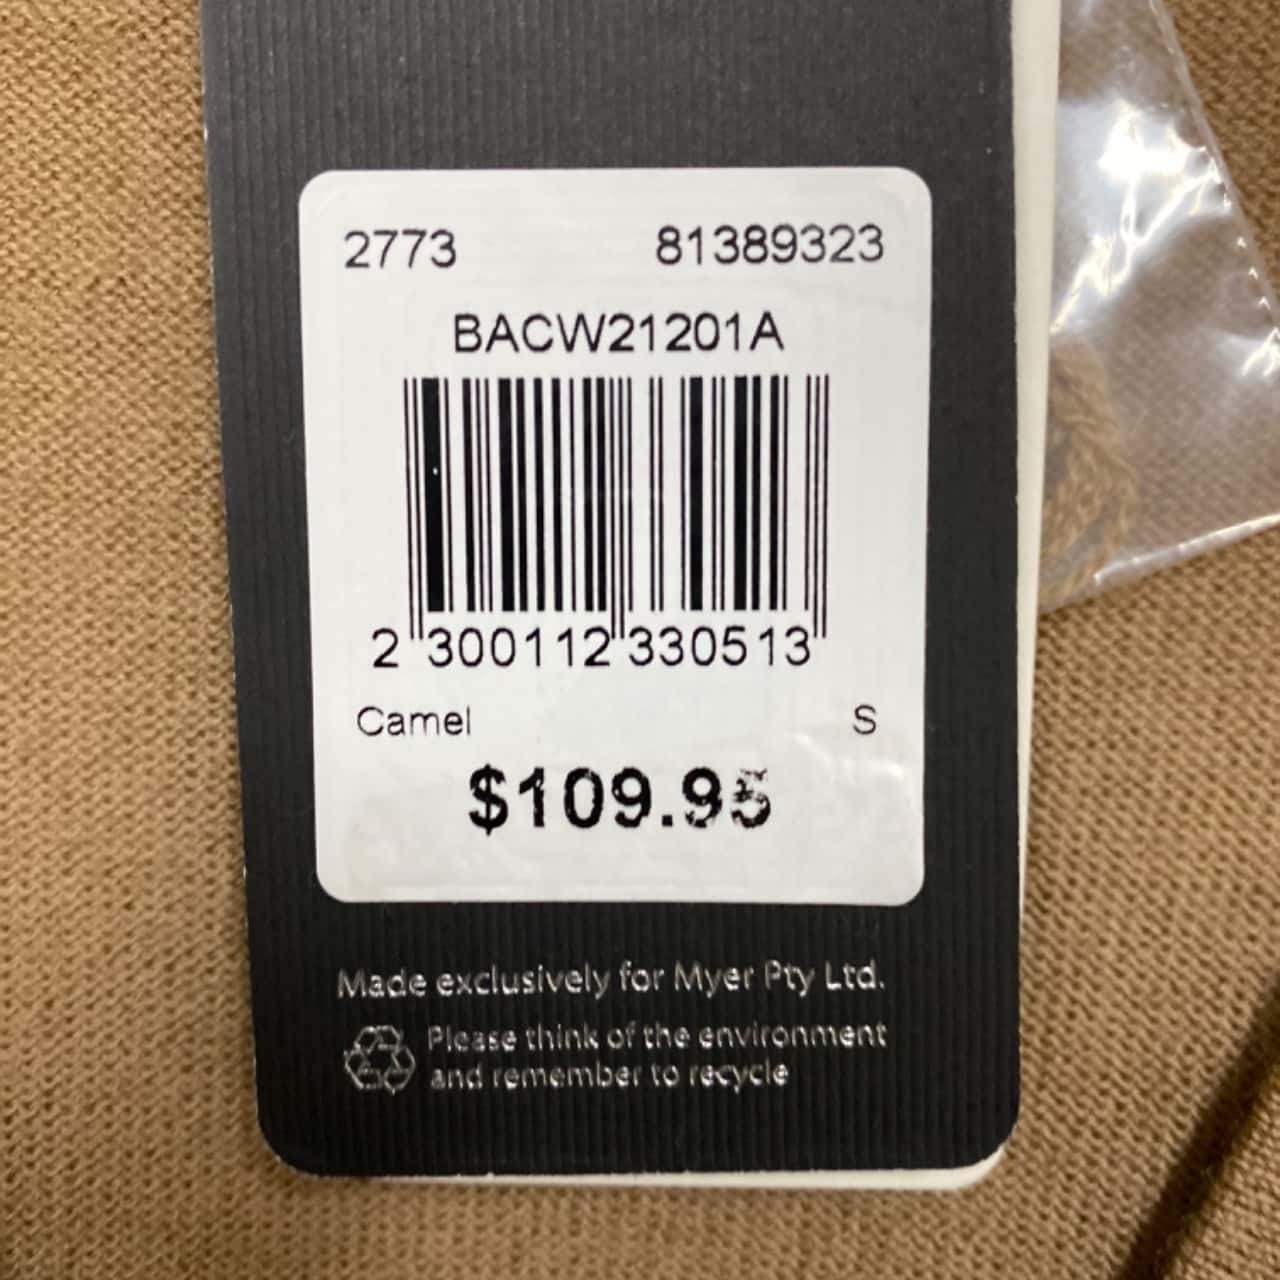 2773 81389323
BACW21201A
2 300112 330513
Camel S
$109.95
Made exclusively for Myer Pty Ltd.
Please think of the environment
and remember to recycle